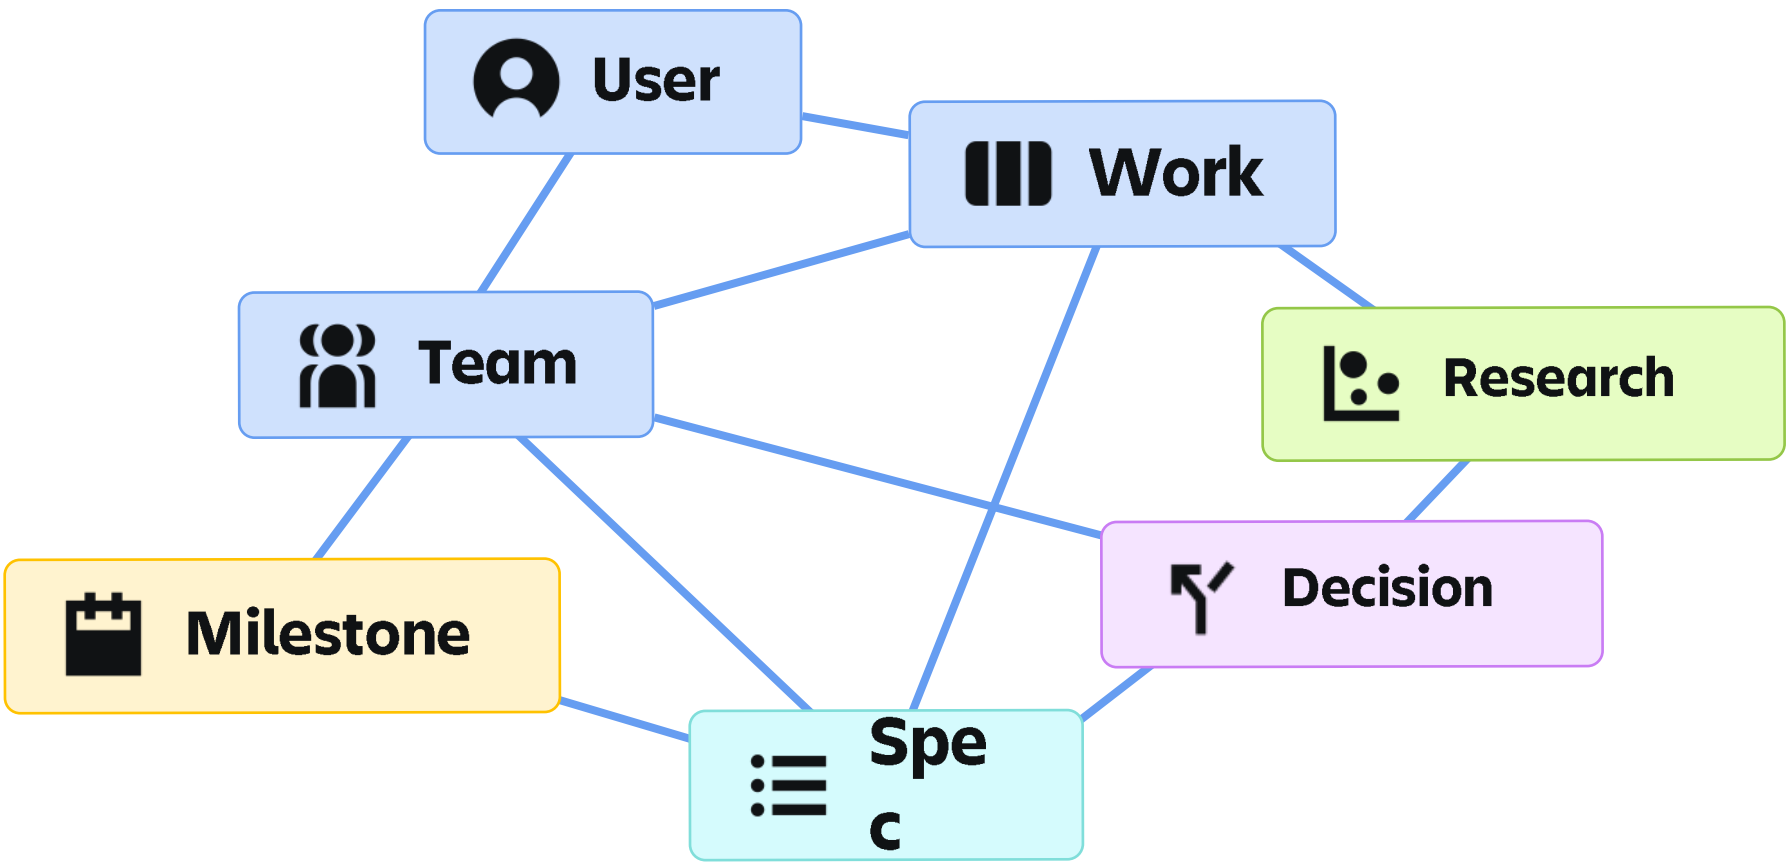 User
Work
Team
Research
Decision
Milestone
Spe
c